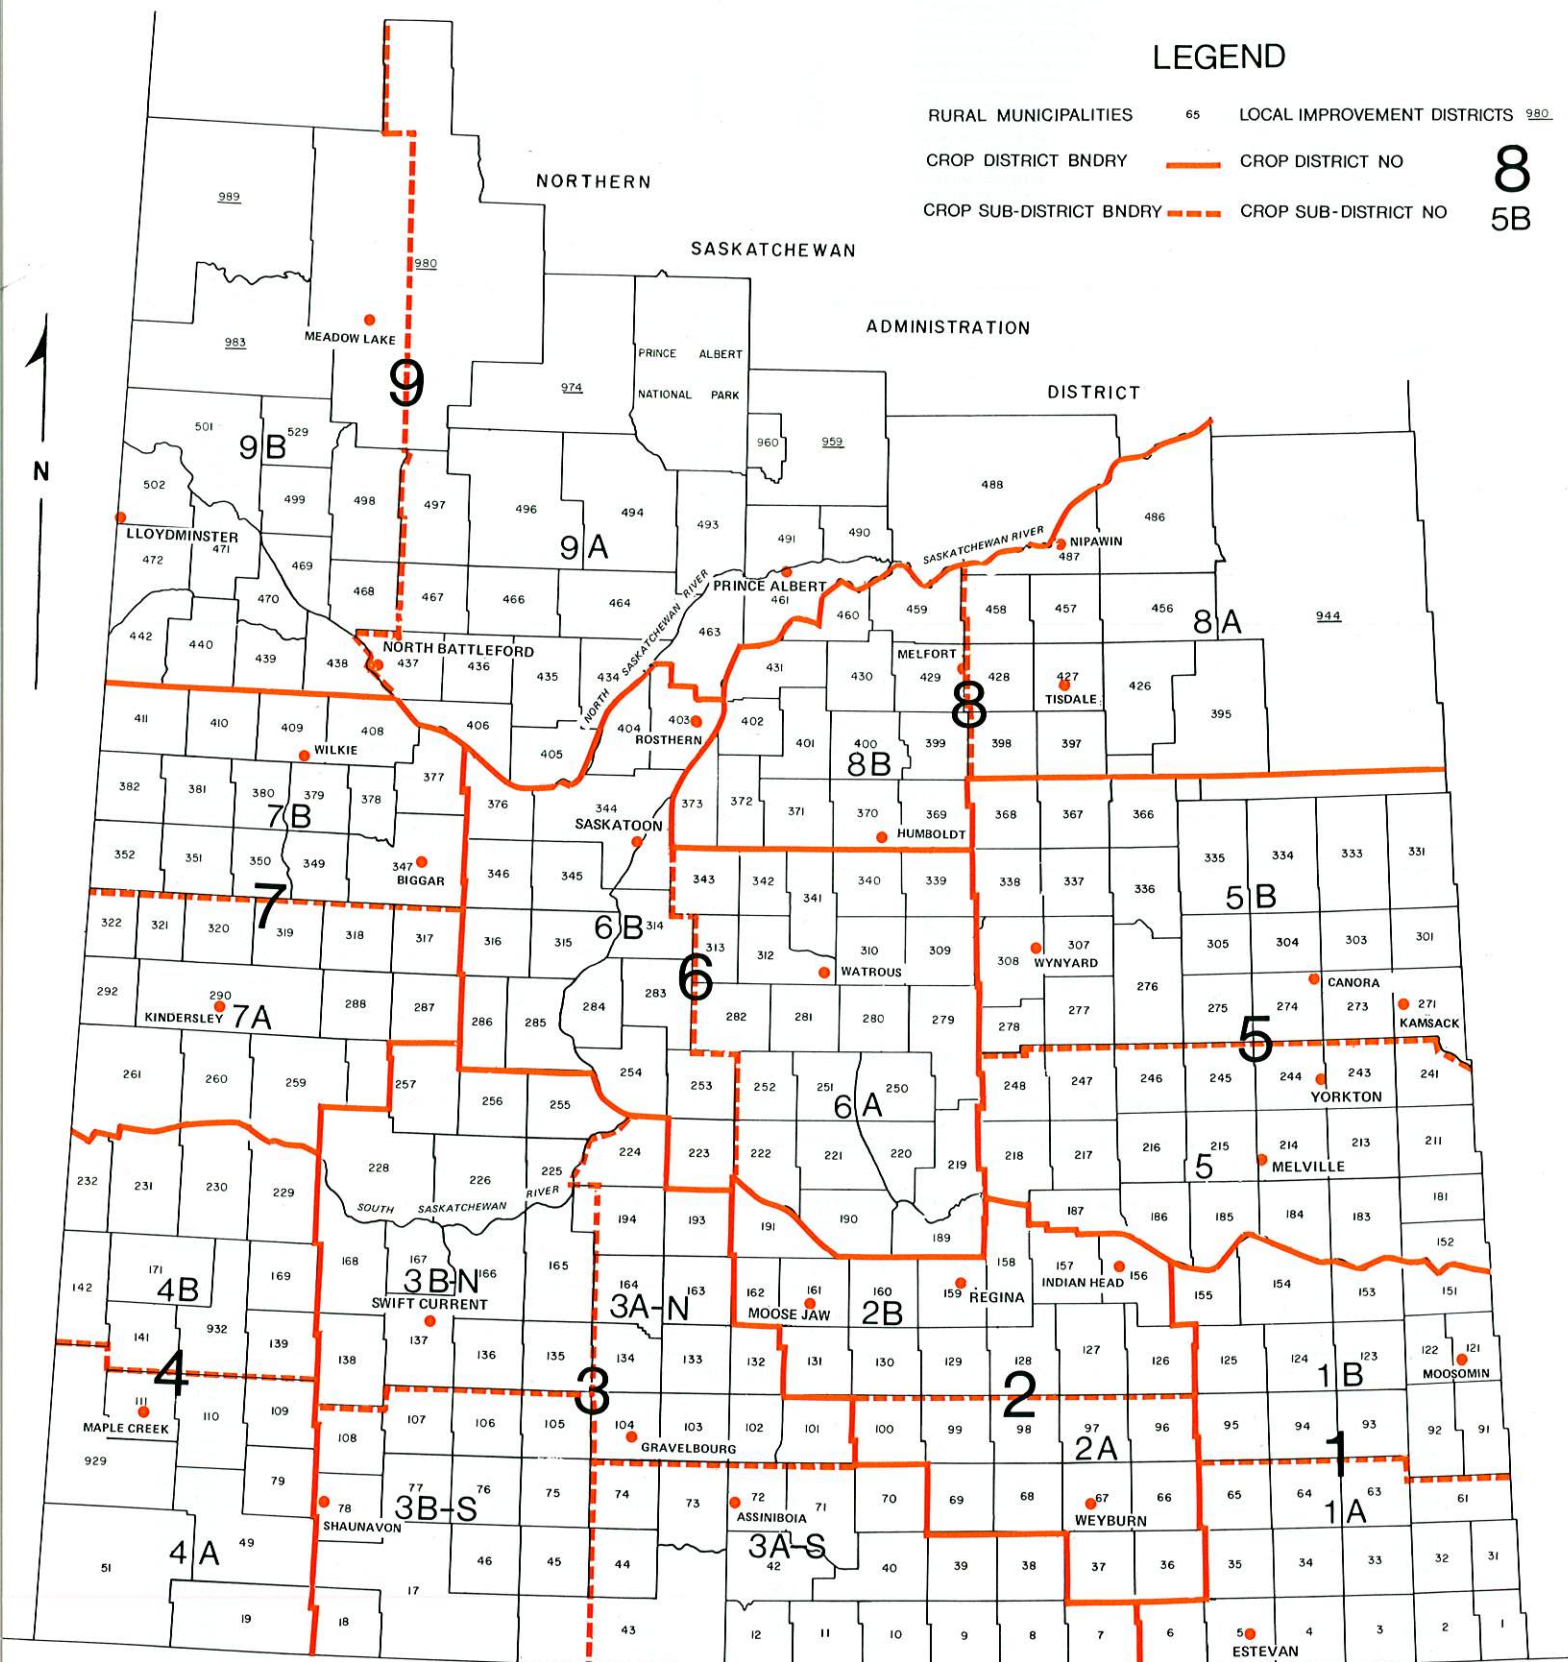 LEGEND
RURAL MUNICIPALITIES 65 LOCAL IMPROVEMENT DISTRICTS 980
CROP DISTRICT BNDRY CROP DISTRICT NO 8
CROP SUB-DISTRICT BNDRY CROP SUB-DISTRICT NO 5B
NORTHERN
989
SASKATCHEWAN
980
ADMINISTRATION
MEADOW LAKE
983
PRINCE ALBERT
9
974
NATIONAL PARK
DISTRICT
N
501 529
9B
960 959
502 499 498 497 496 494 493 488 486
LLOYDMINSTER
491 490
SASKATCHEWAN RIVER
NIPAWIN
471 9A 487
472 469
PRINCE ALBERT
470 468 467 466 464 461 460 459 458 457 456
NORTH SASKATCHEWAN RIVER
8A 944
442 440 439 438 463
NORTH BATTLEFORD
437 436 435 434
MELFORT
431 430 429 428 427 426
TISDALE
8
411 410 409 408 406 405 404 403 402 401 400 399 398 397 395
ROSTHERN
WILKIE
8B
382 381 380 379 378 377 376 344 373 372 371 370 369 368 367 366
7B
SASKATOON
HUMBOLDT
352 351 350 349 347 346 345 343 342 341 340 339 338 337 336 335 334 333 331
BIGGAR
7
5B
322 321 320 319 318 317 316 315 6B 314 313 312 310 309 308 307 305 304 303 301
WYNYARD
6
WATROUS
CANORA
292 290 288 287 286 285 284 283 282 281 280 279 278 277 276 275 274 273 271
KINDERSLEY 7A
KAMSACK
5
261 260 259 257 256 255 254 253 252 251 250 248 247 246 245 244 243 241
6A
YORKTON
232 231 230 229 228 226 225 224 223 222 221 220 219 218 217 216 215 214 213 211
5
MELVILLE
SOUTH SASKATCHEWAN RIVER
194 193 191 190 189 187 186 185 184 183 181
152
142 171 169 168 167 166 165 164 163 162 161 160 159 158 157 156 155 154 151
4B
3B-N
3A-N
INDIAN HEAD
SWIFT CURRENT
MOOSE JAW
2B
REGINA
141 932 139 138 137 136 135 134 133 132 131 130 129 128 127 126 125 124 123 122 121
1B
MOOSOMIN
4
3
2
111 110 109 108 107 106 105 104 103 102 101 100 99 98 97 96 95 94 93 92 91
MAPLE CREEK
GRAVELBOURG
2A
1
929 79 78 77 76 75 74 73 72 71 70 69 68 67 66 65 64 63 61
SHAUNAVON
3B-S
ASSINIBOIA
WEYBURN
1A
3A-S
51 4A 49 46 45 44 42 40 39 38 37 36 35 34 33 32 31
19 18 17 43 12 11 10 9 8 7 6 5 4 3 2 1
ESTEVAN